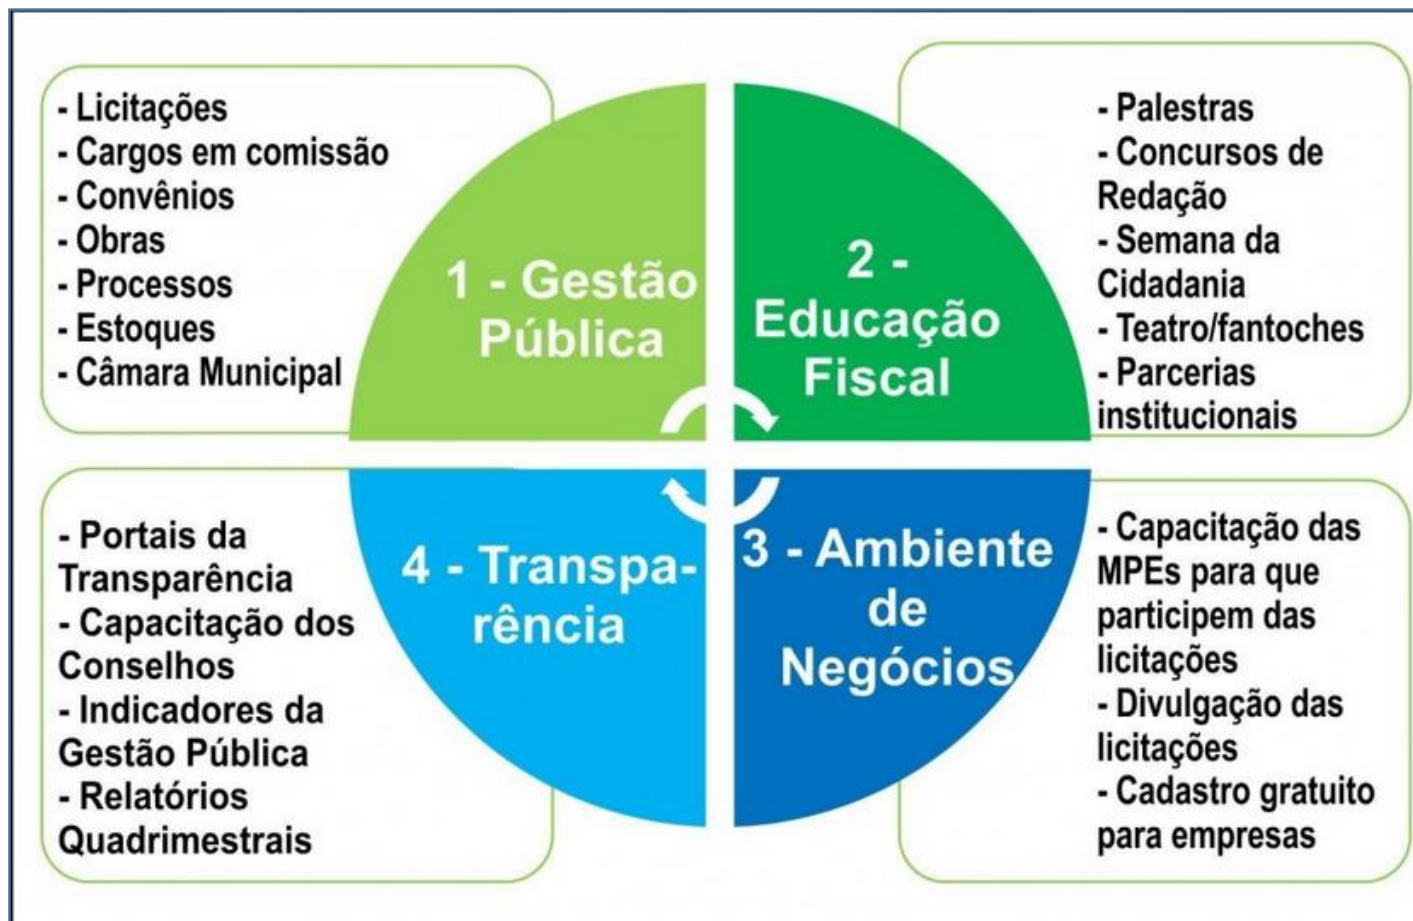 - Licitações
- Cargos em comissão
- Convênios
- Obras
- Processos
- Estoques
- Câmara Municipal
1 - Gestão
Pública
2 -
Educação
Fiscal
- Palestras
- Concursos de
Redação
- Semana da
Cidadania
- Teatro/fantoches
- Parcerias
institucionais
- Portais da
Transparência
- Capacitação dos
Conselhos
- Indicadores da
Gestão Pública
- Relatórios
Quadrimestrais
4 - Transpa-
rência
3 - Ambiente
de
Negócios
- Capacitação das
MPEs para que
participem das
licitações
- Divulgação das
licitações
- Cadastro gratuito
para empresas